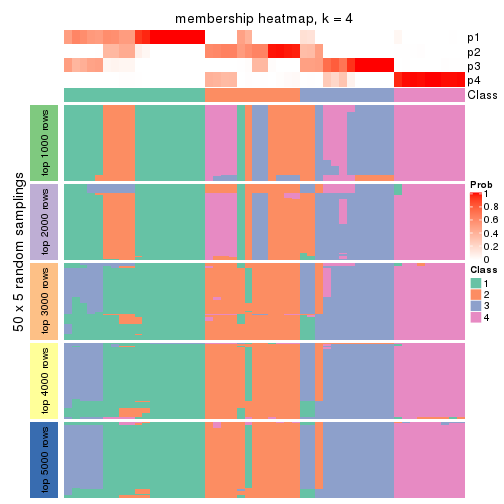 membership heatmap, k = 4
p1
p2
p3
p4
Class
50 x 5 random samplings
top 1000 rows
top 2000 rows
top 3000 rows
top 4000 rows
top 5000 rows
Prob
1
0.8
0.6
0.4
0.2
0
Class
1
2
3
4